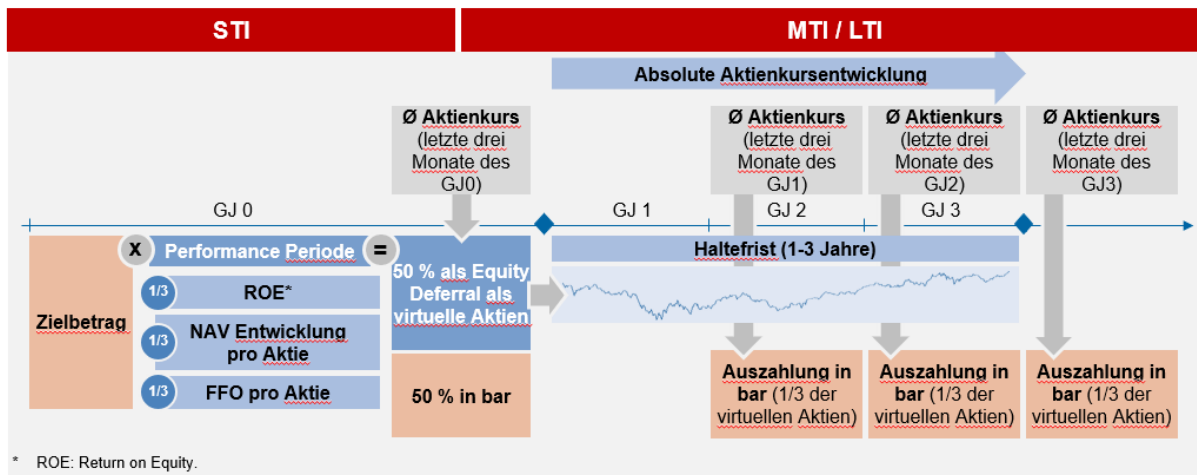 STI
MTI / LTI
Absolute Aktienkursentwicklung
Ø Aktienkurs
(letzte drei
Monate des
GJ0)
Ø Aktienkurs
(letzte drei
Monate des
GJ1)
Ø Aktienkurs
(letzte drei
Monate des
GJ2)
Ø Aktienkurs
(letzte drei
Monate des
GJ3)
GJ 0
GJ 1
GJ 2
GJ 3
Zielbetrag
x
Performance Periode
=
1/3
ROE*
1/3
NAV Entwicklung
pro Aktie
1/3
FFO pro Aktie
50 % als Equity
Deferral als
virtuelle Aktien
50 % in bar
Haltefrist (1-3 Jahre)
Auszahlung in
bar (1/3 der
virtuellen Aktien)
Auszahlung in
bar (1/3 der
virtuellen Aktien)
Auszahlung in
bar (1/3 der
virtuellen Aktien)
* ROE: Return on Equity.